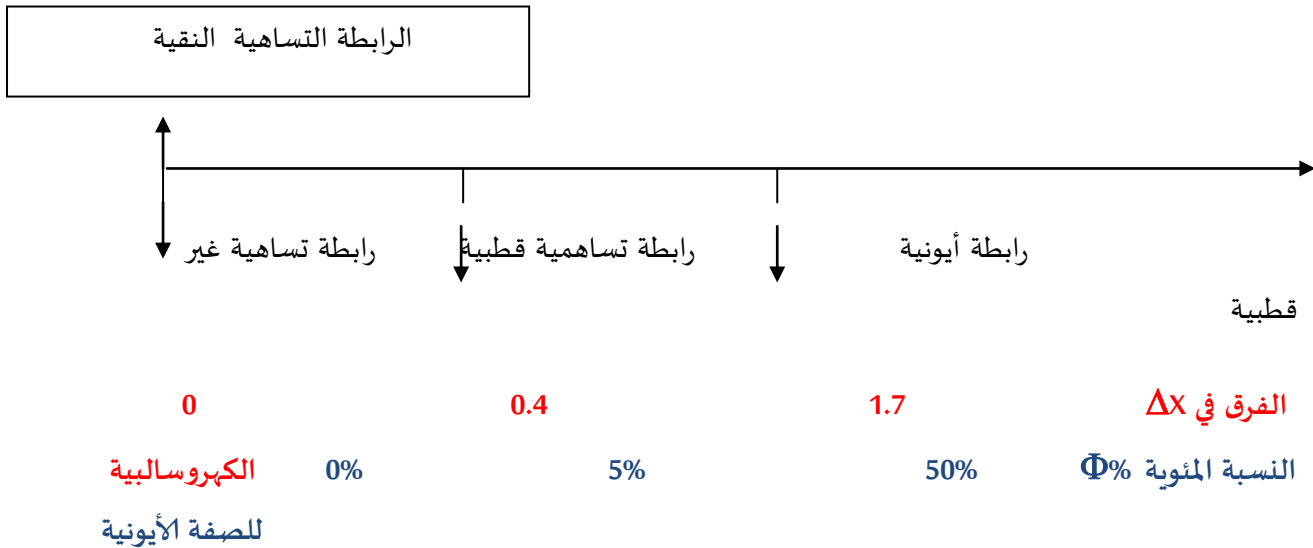 الرابطة التساهية النقية
رابطة أيونية رابطة تساهمية قطبية رابطة تساهية غير
قطبية
الفرق في ΔX 1.7 0.4 0
النسبة المئوية %Φ 50% 5% 0% الكهروسالبية
للصفة الأيونية